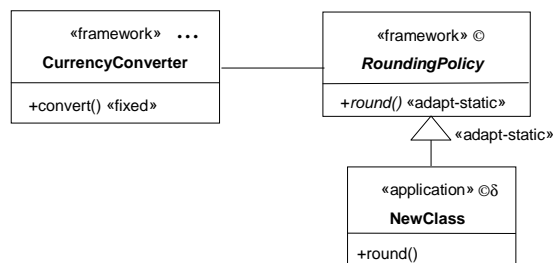 «framework» ...
CurrencyConverter
+convert() «fixed»
«framework» ©
RoundingPolicy
+round() «adapt-static»
«adapt-static»
«application» ©δ
NewClass
+round()